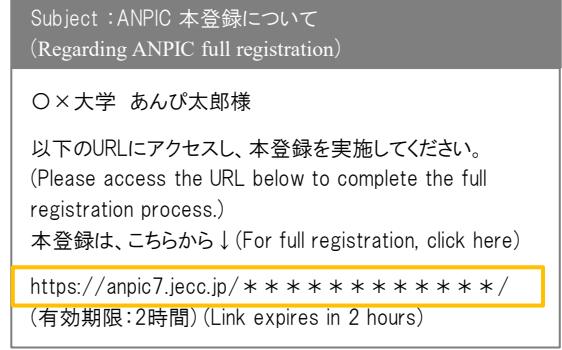 Subject ：ANPIC 本登録について
（Regarding ANPIC full registration）
〇×大学 あんぴ太郎様
以下のURLにアクセスし、本登録を実施してください。
(Please access the URL below to complete the full
registration process.)
本登録は、こちらから↓(For full registration, click here)
https://anpic7.jecc.jp/＊＊＊＊＊＊＊＊＊＊＊＊/
(有効期限：2時間) (Link expires in 2 hours)